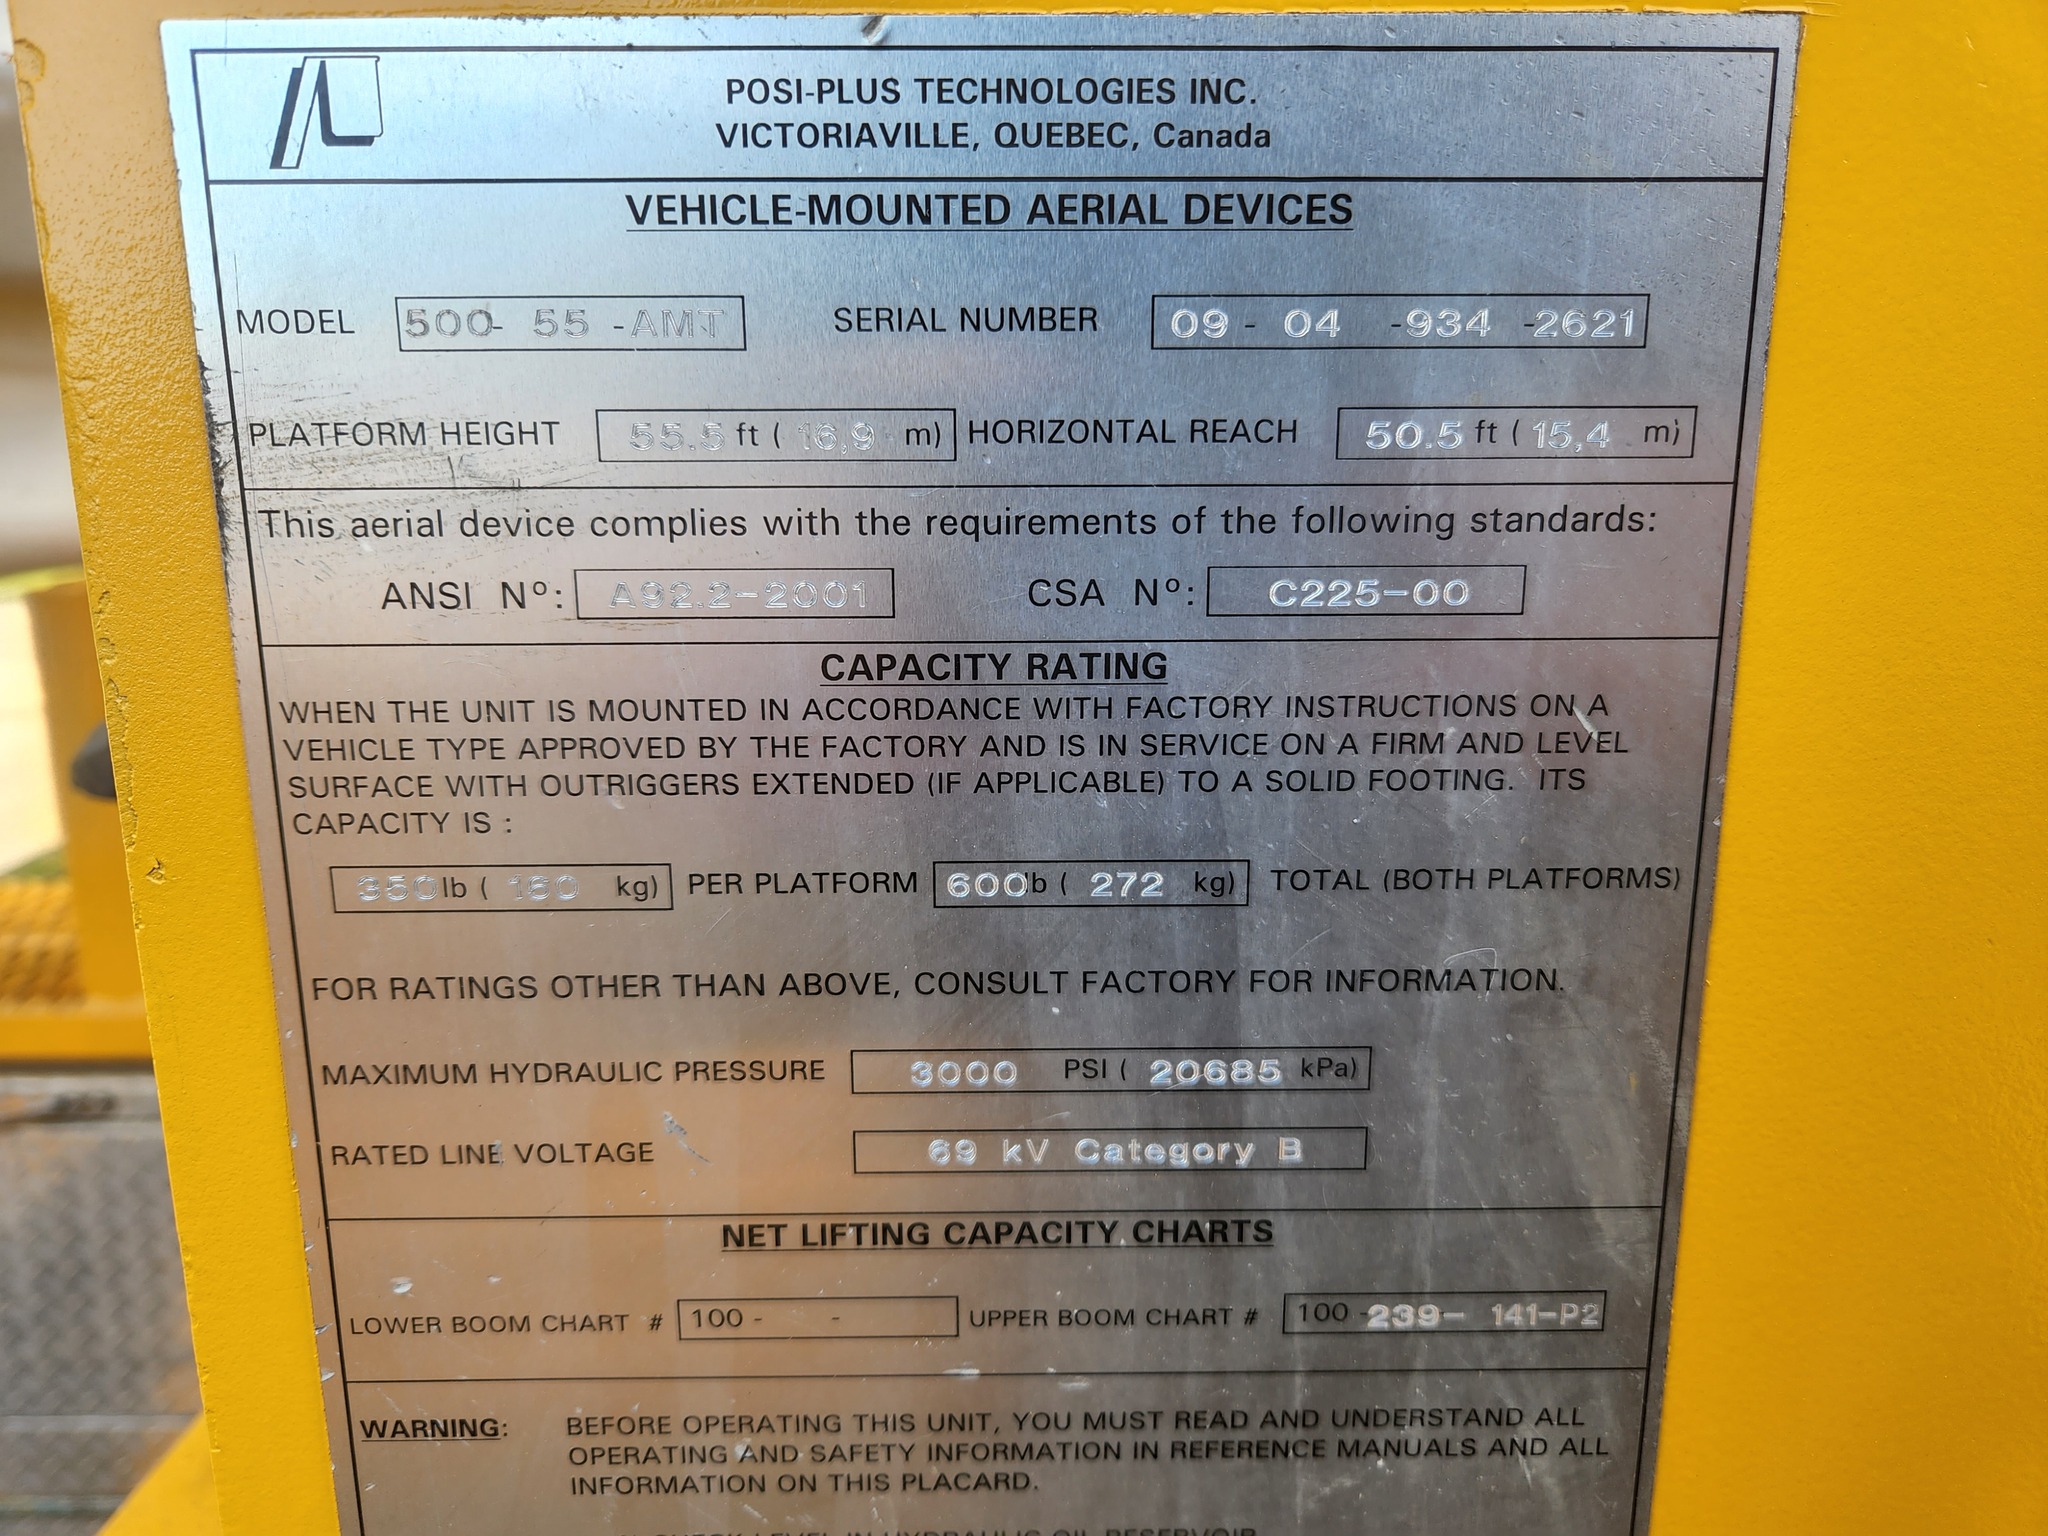 POSI-PLUS TECHNOLOGIES INC.
VICTORIAVILLE, QUEBEC, Canada
VEHICLE-MOUNTED AERIAL DEVICES
MODEL 500- 55 -AMT SERIAL NUMBER 09 - 04 -934 -2621
PLATFORM HEIGHT 55.5 ft ( 16,9 m) HORIZONTAL REACH 50.5 ft ( 15,4 m)
This aerial device complies with the requirements of the following standards:
ANSI Nº: A92.2-2001 CSA Nº: C225-00
CAPACITY RATING
WHEN THE UNIT IS MOUNTED IN ACCORDANCE WITH FACTORY INSTRUCTIONS ON A
VEHICLE TYPE APPROVED BY THE FACTORY AND IS IN SERVICE ON A FIRM AND LEVEL
SURFACE WITH OUTRIGGERS EXTENDED (IF APPLICABLE) TO A SOLID FOOTING. ITS
CAPACITY IS :
350lb ( 160 kg) PER PLATFORM 600lb ( 272 kg) TOTAL (BOTH PLATFORMS)
FOR RATINGS OTHER THAN ABOVE, CONSULT FACTORY FOR INFORMATION.
MAXIMUM HYDRAULIC PRESSURE 3000 PSI ( 20685 kPa)
RATED LINE VOLTAGE 69 kV Category B
NET LIFTING CAPACITY CHARTS
LOWER BOOM CHART # 100 - - UPPER BOOM CHART # 100 -239- 141-P2
WARNING: BEFORE OPERATING THIS UNIT, YOU MUST READ AND UNDERSTAND ALL
OPERATING AND SAFETY INFORMATION IN REFERENCE MANUALS AND ALL
INFORMATION ON THIS PLACARD.
CHECK LEVEL IN HYDRAULIC OIL RESERVOIR